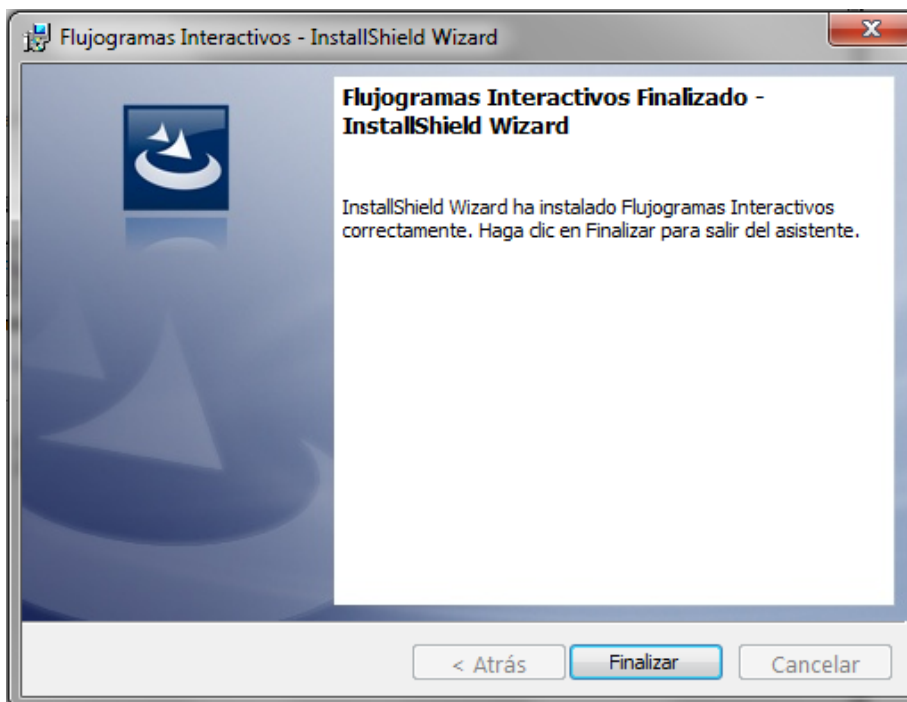 Flujogramas Interactivos - InstallShield Wizard
x
Flujogramas Interactivos Finalizado -
InstallShield Wizard
InstallShield Wizard ha instalado Flujogramas Interactivos
correctamente. Haga clic en Finalizar para salir del asistente.
< Atrás Finalizar Cancelar